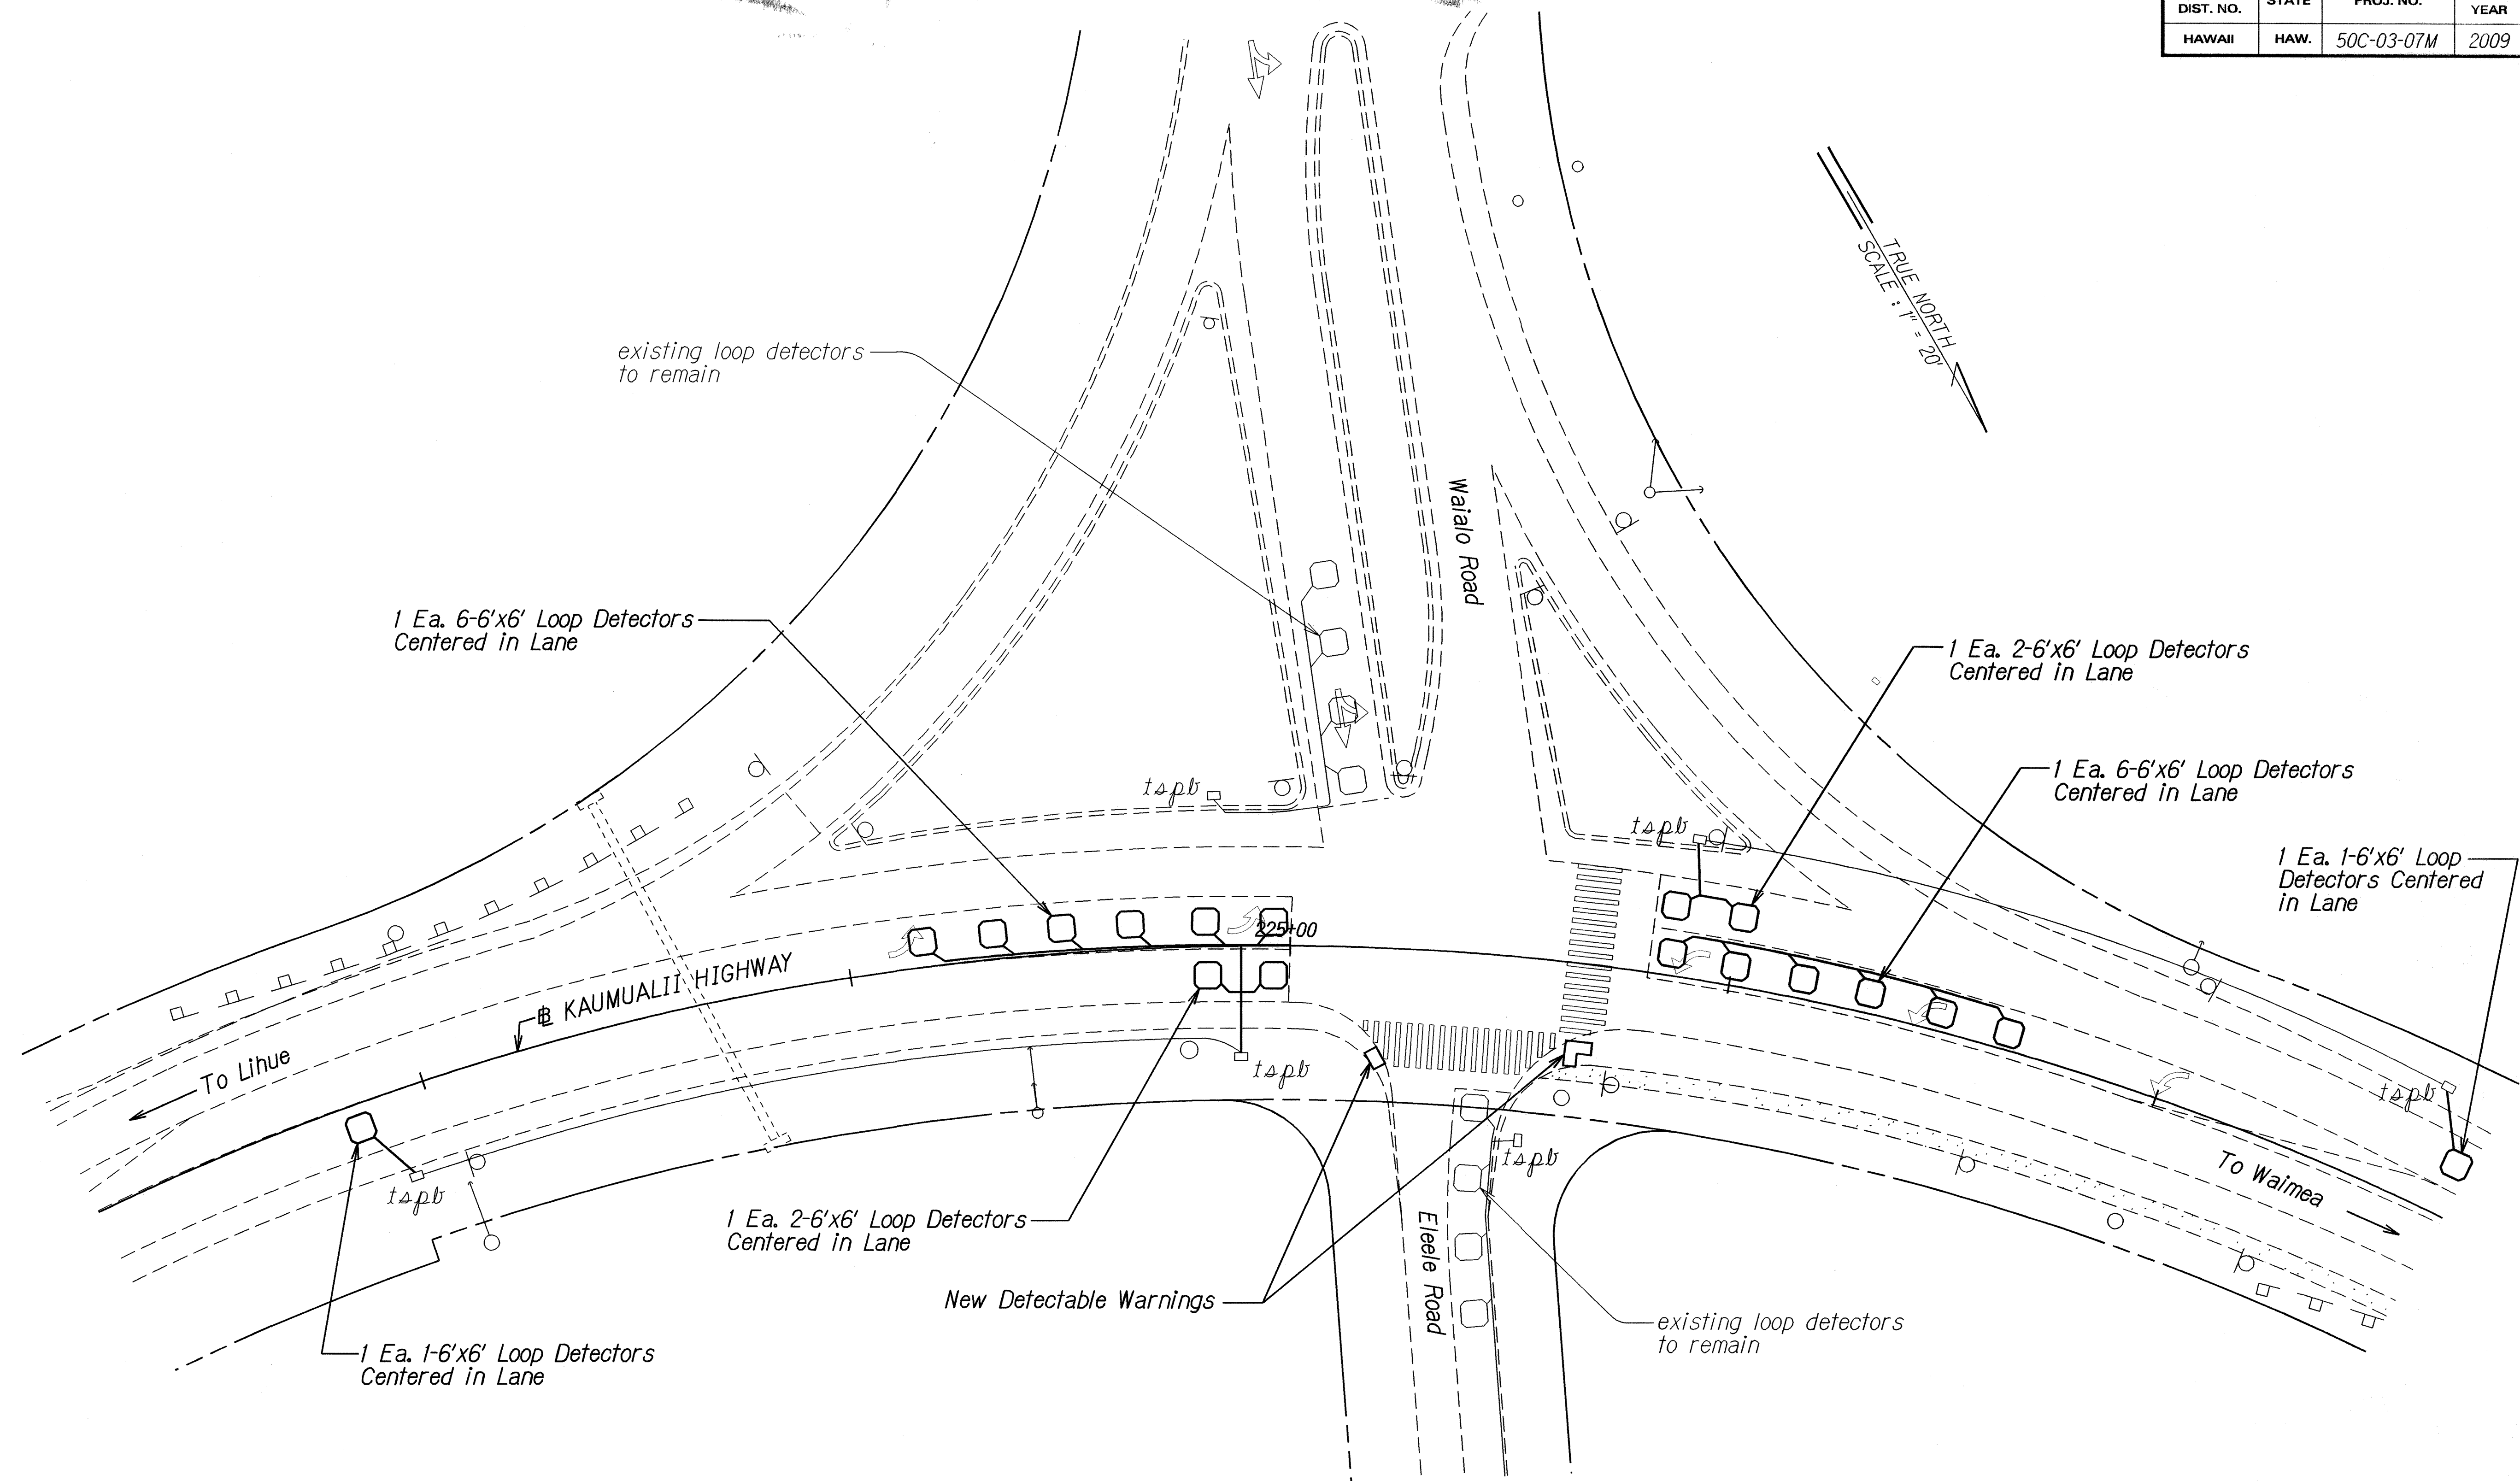 DIST. NO. STATE PROJ. NO. YEAR
HAWAII HAW. 50C-03-07M 2009
TRUE NORTH
SCALE : 1" = 20'
existing loop detectors
to remain
Waialo Road
1 Ea. 6-6'x6' Loop Detectors
Centered in Lane
1 Ea. 2-6'x6' Loop Detectors
Centered in Lane
1 Ea. 6-6'x6' Loop Detectors
Centered in Lane
tspb
tspb
1 Ea. 1-6'x6' Loop
Detectors Centered
in Lane
225+00
℄ KAUMUALII HIGHWAY
To Lihue
tspb
tspb
tspb
tspb
To Waimea
1 Ea. 2-6'x6' Loop Detectors
Centered in Lane
Eleele Road
New Detectable Warnings
existing loop detectors
to remain
1 Ea. 1-6'x6' Loop Detectors
Centered in Lane